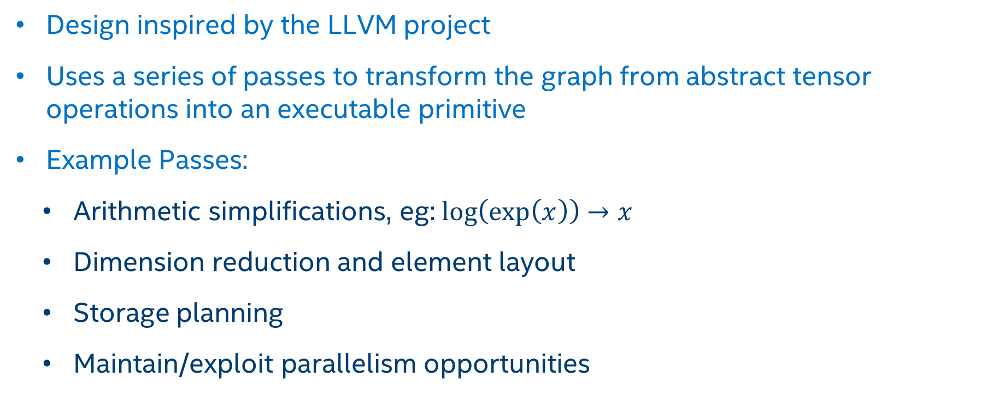 • Design inspired by the LLVM project
• Uses a series of passes to transform the graph from abstract tensor
operations into an executable primitive
• Example Passes:
• Arithmetic simplifications, eg: log(exp(x)) → x
• Dimension reduction and element layout
• Storage planning
• Maintain/exploit parallelism opportunities